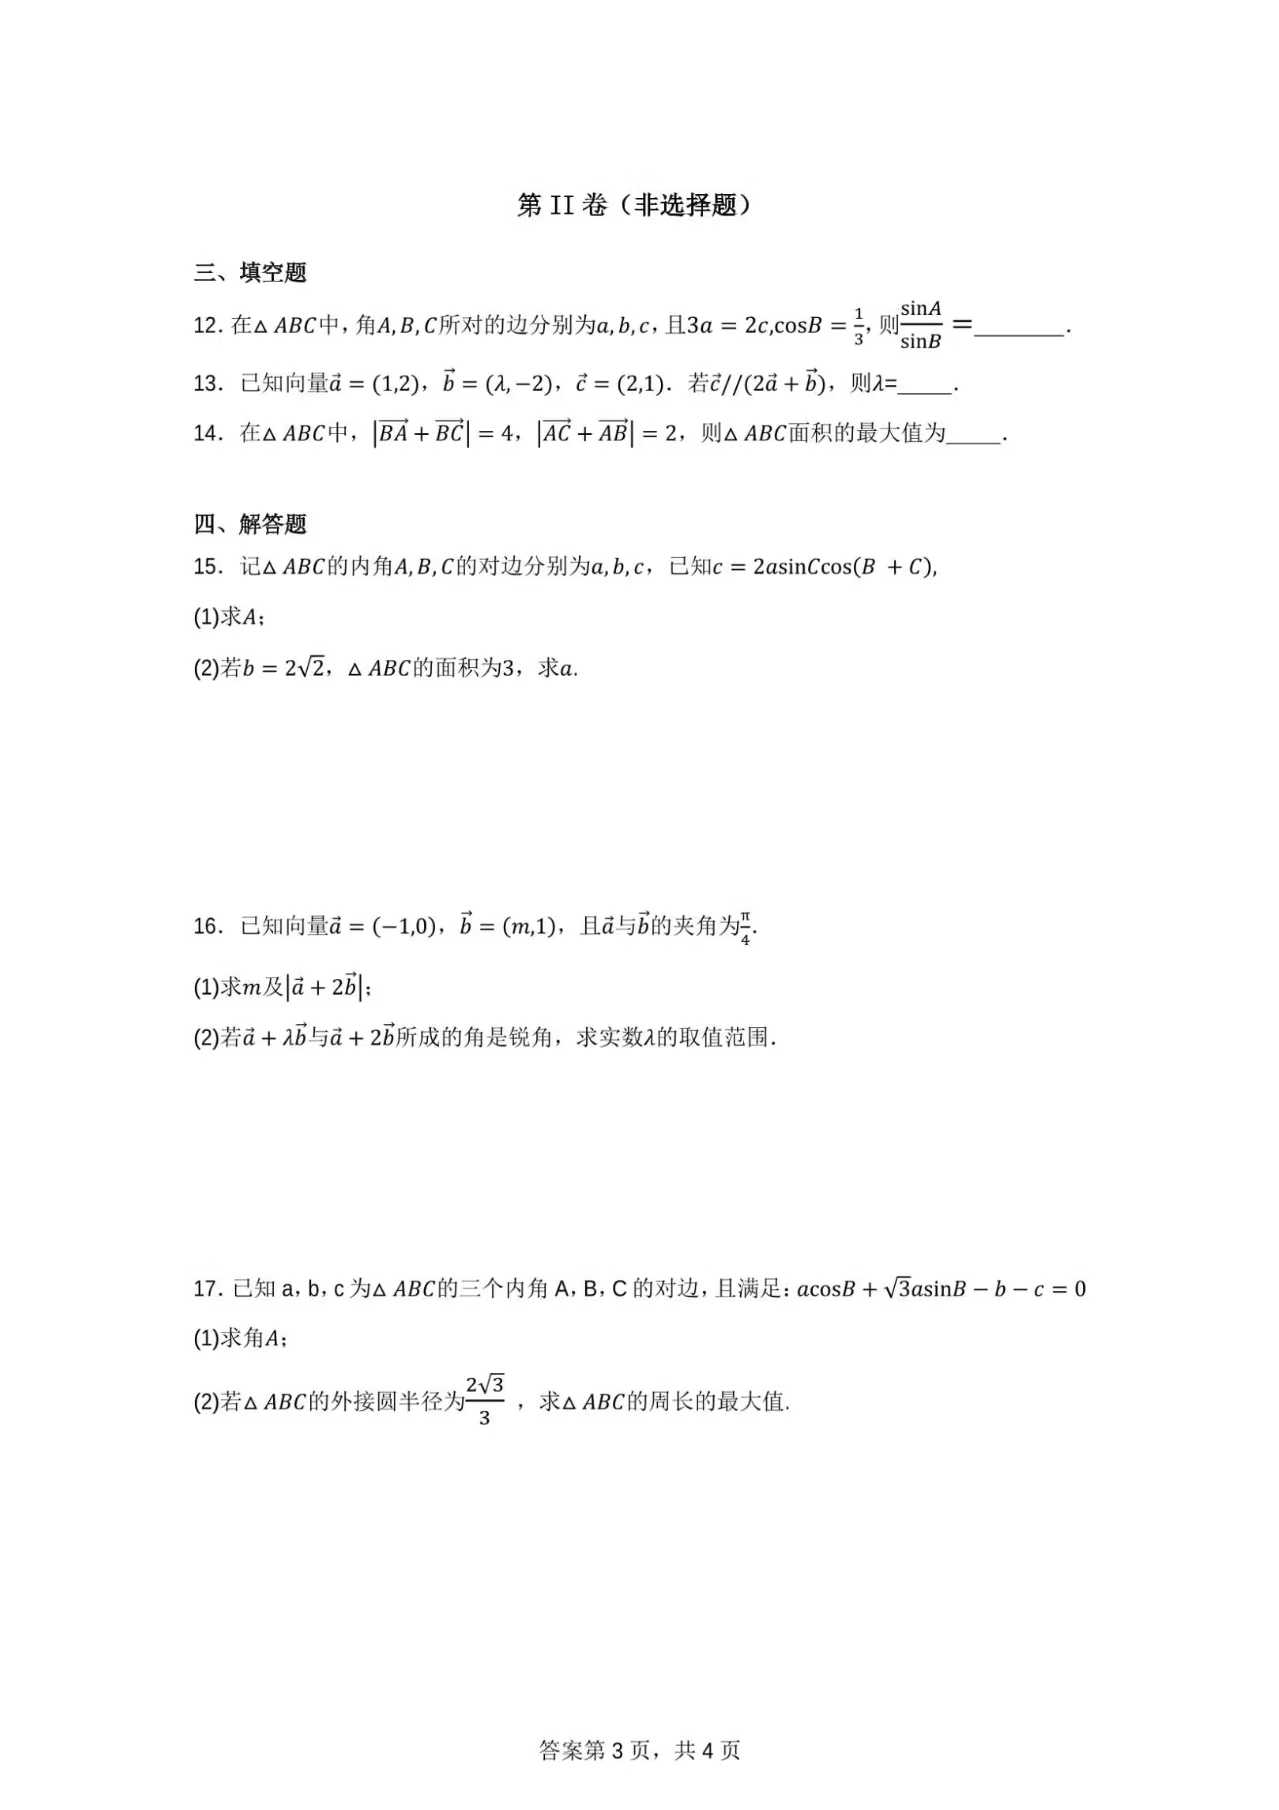 第 II 卷（非选择题）
三、填空题
12．在△ ABC中，角A, B, C所对的边分别为a, b, c，且3a = 2c,cosB = 1/3，则sinA/sinB =________．
13．已知向量a⃗ = (1,2)，b⃗ = (λ, −2)，c⃗ = (2,1)．若c⃗//(2a⃗ + b⃗)，则λ=_____．
14．在△ ABC中，|BA⃗ + BC⃗| = 4，|AC⃗ + AB⃗| = 2，则△ ABC面积的最大值为_____．
四、解答题
15．记△ ABC的内角A, B, C的对边分别为a, b, c，已知c = 2asinCcos(B + C),
(1)求A；
(2)若b = 2√2，△ ABC的面积为3，求a.
16．已知向量a⃗ = (−1,0)，b⃗ = (m,1)，且a⃗与b⃗的夹角为π/4．
(1)求m及|a⃗ + 2b⃗|；
(2)若a⃗ + λb⃗与a⃗ + 2b⃗所成的角是锐角，求实数λ的取值范围．
17．已知 a，b，c 为△ ABC的三个内角 A，B，C 的对边，且满足：acosB + √3asinB − b − c = 0
(1)求角A；
(2)若△ ABC的外接圆半径为2√3/3 ，求△ ABC的周长的最大值.
答案第 3 页，共 4 页